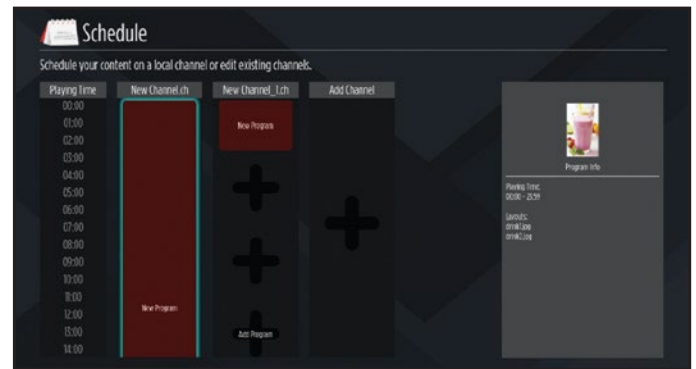 Schedule
Schedule your content on a local channel or edit existing channels.
Playing Time New Channel.ch New Channel_1.ch Add Channel
00:00
01:00
02:00
03:00
04:00
05:00
06:00
07:00
08:00
09:00
10:00
11:00
12:00
13:00
14:00
New Program
New Program
Add Program
Program Info
Playing Time:
00:00 - 23:59
Layouts:
drink1.jpg
drink2.jpg